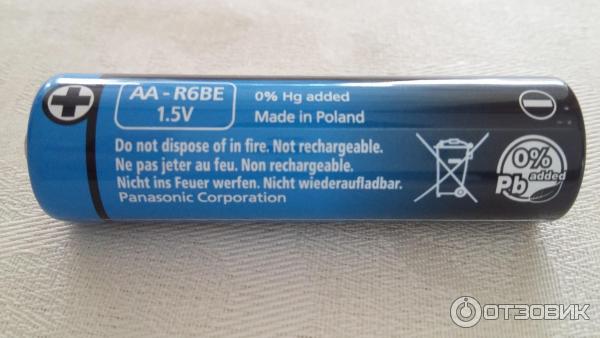 AA - R6BE
1.5V
0% Hg added
Made in Poland
Do not dispose of in fire. Not rechargeable.
Ne pas jeter au feu. Non rechargeable.
Nicht ins Feuer werfen. Nicht wiederaufladbar.
Panasonic Corporation
0%
Pb added
ОТЗОВИК